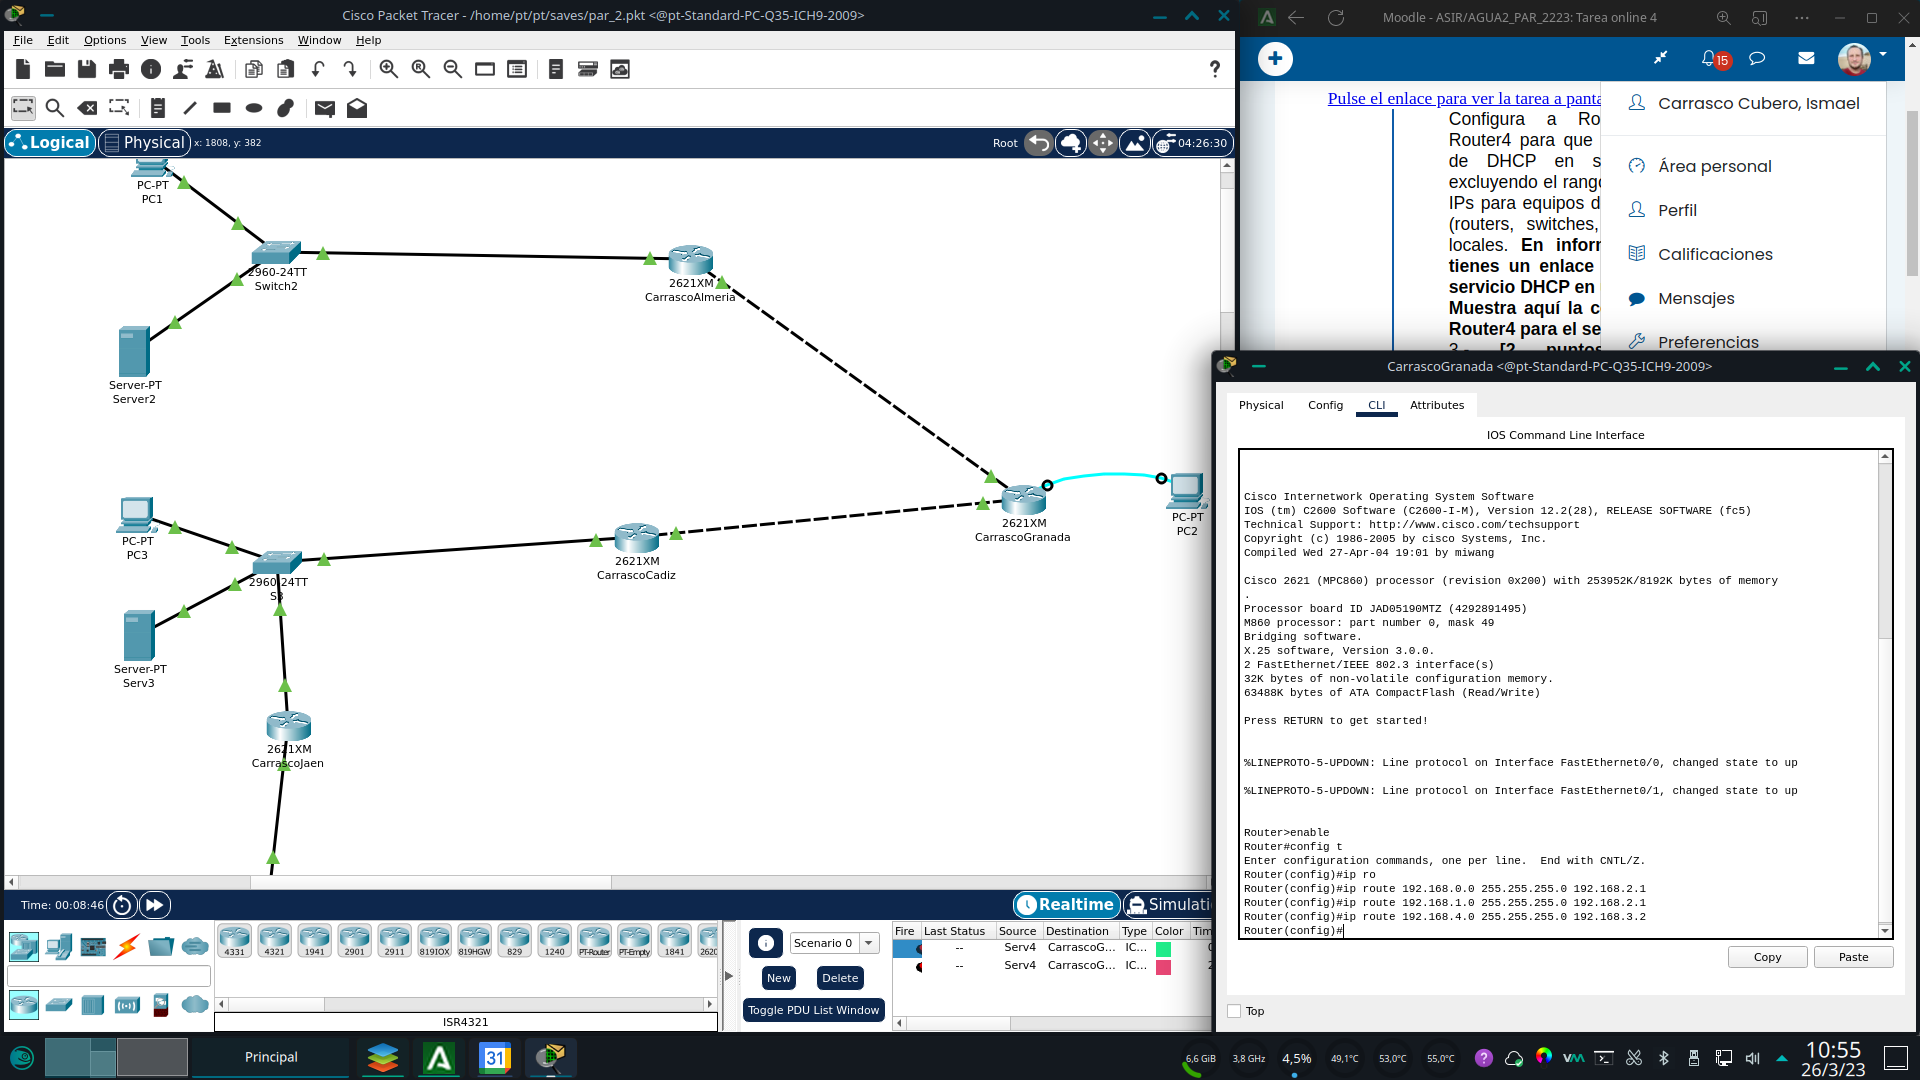 Cisco Packet Tracer - /home/pt/pt/saves/par_2.pkt <@pt-Standard-PC-Q35-ICH9-2009>
File Edit Options View Tools Extensions Window Help
Logical Physical x: 1808, y: 382
Root 04:26:30
PC-PT
PC1
2960-24TT
Switch2
2621XM
CarrascoAlmeria
Server-PT
Server2
PC-PT
PC3
2960-24TT
S3
2621XM
CarrascoCadiz
2621XM
CarrascoGranada
PC-PT
PC2
Server-PT
Serv3
2621XM
CarrascoJaen
Time: 00:08:46
Realtime Simulati
4331 4321 1941 2901 2911 819IOX 819HGW 829 1240 PT-Router PT-Empty 1841 2620
ISR4321
Scenario 0
New Delete
Toggle PDU List Window
Fire Last Status Source Destination Type Color Tim
-- Serv4 CarrascoG... IC...
-- Serv4 CarrascoG... IC...
Moodle - ASIR/AGUA2_PAR_2223: Tarea online 4
15
Pulse el enlace para ver la tarea a panta
Configura a Ro
Router4 para que
de DHCP en s
excluyendo el rango
IPs para equipos d
(routers, switches,
locales. En inform
tienes un enlace
servicio DHCP en
Muestra aquí la c
Router4 para el se
3.- [2 puntos
Carrasco Cubero, Ismael
Área personal
Perfil
Calificaciones
Mensajes
Preferencias
CarrascoGranada <@pt-Standard-PC-Q35-ICH9-2009>
Physical Config CLI Attributes
IOS Command Line Interface
Cisco Internetwork Operating System Software
IOS (tm) C2600 Software (C2600-I-M), Version 12.2(28), RELEASE SOFTWARE (fc5)
Technical Support: http://www.cisco.com/techsupport
Copyright (c) 1986-2005 by cisco Systems, Inc.
Compiled Wed 27-Apr-04 19:01 by miwang
Cisco 2621 (MPC860) processor (revision 0x200) with 253952K/8192K bytes of memory
.
Processor board ID JAD05190MTZ (4292891495)
M860 processor: part number 0, mask 49
Bridging software.
X.25 software, Version 3.0.0.
2 FastEthernet/IEEE 802.3 interface(s)
32K bytes of non-volatile configuration memory.
63488K bytes of ATA CompactFlash (Read/Write)
Press RETURN to get started!
%LINEPROTO-5-UPDOWN: Line protocol on Interface FastEthernet0/0, changed state to up
%LINEPROTO-5-UPDOWN: Line protocol on Interface FastEthernet0/1, changed state to up
Router>enable
Router#config t
Enter configuration commands, one per line.  End with CNTL/Z.
Router(config)#ip ro
Router(config)#ip route 192.168.0.0 255.255.255.0 192.168.2.1
Router(config)#ip route 192.168.1.0 255.255.255.0 192.168.2.1
Router(config)#ip route 192.168.4.0 255.255.255.0 192.168.3.2
Router(config)#
Copy Paste
Top
Principal
31
6,6 GiB 3,8 GHz 4,5% 49,1°C 53,0°C 55,0°C
10:55
26/3/23